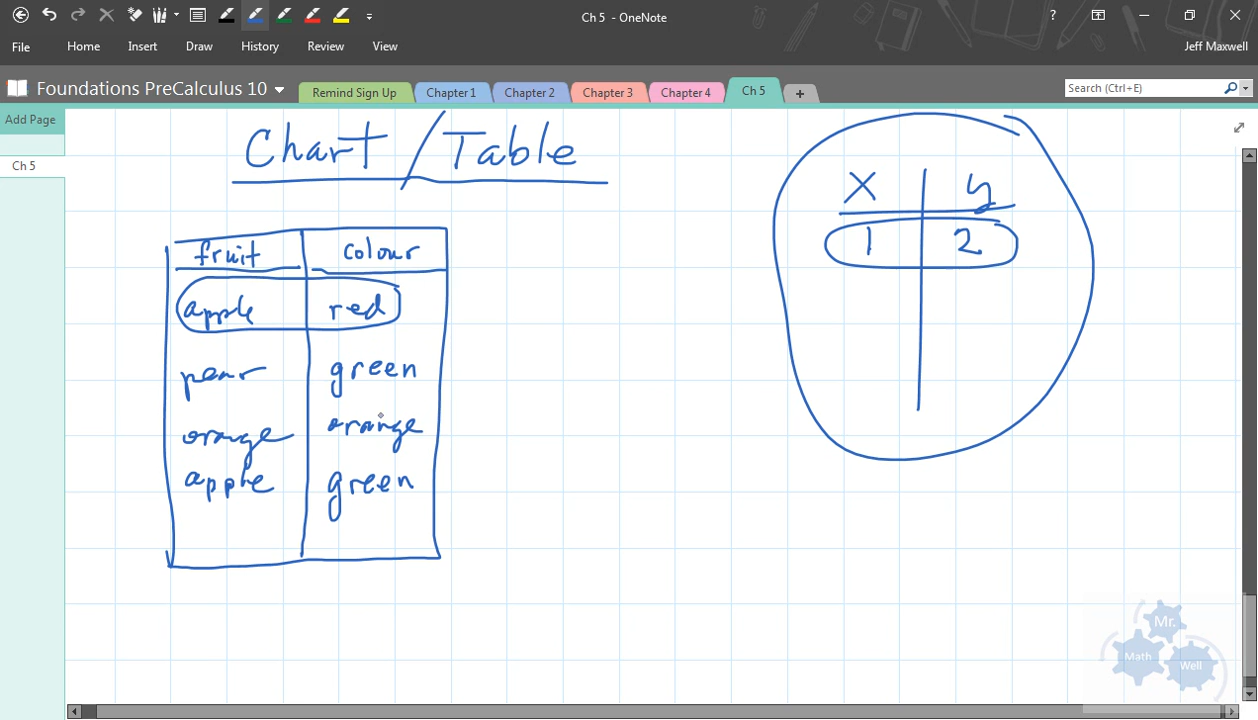 Ch 5 - OneNote
?
File Home Insert Draw History Review View
Jeff Maxwell
Foundations PreCalculus 10
Remind Sign Up
Chapter 1
Chapter 2
Chapter 3
Chapter 4
Ch 5
+
Search (Ctrl+E)
Add Page
Ch 5
Chart / Table
fruit colour
apple red
pear green
orange orange
apple green
x y
1 2
Mr.
Math
Well